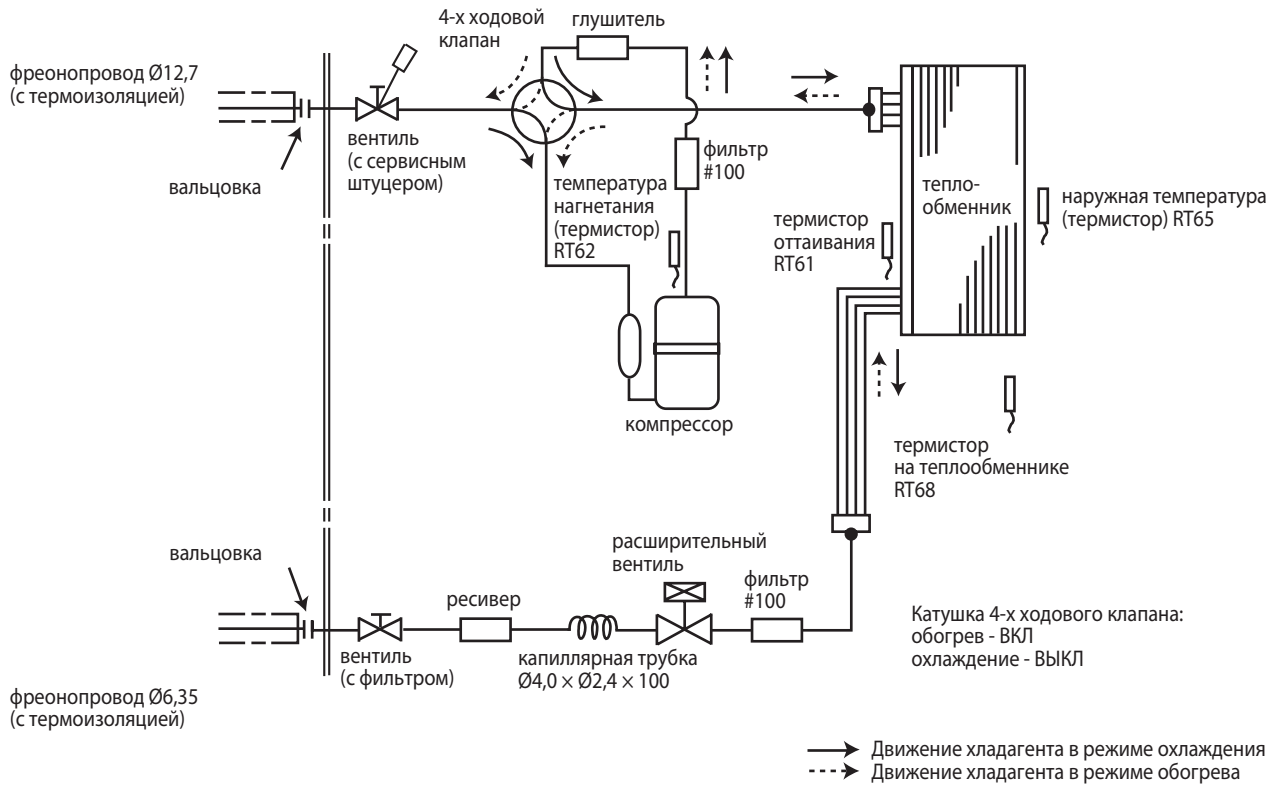 4-х ходовой
клапан
глушитель
фреонопровод Ø12,7
(с термоизоляцией)
вентиль
(с сервисным
штуцером)
вальцовка
температура
нагнетания
(термистор)
RT62
фильтр
#100
тепло-
обменник
термистор
оттаивания
RT61
наружная температура
(термистор) RT65
компрессор
термистор
на теплообменнике
RT68
вальцовка
расширительный
вентиль
фильтр
#100
ресивер
вентиль
(с фильтром)
капиллярная трубка
Ø4,0 × Ø2,4 × 100
Катушка 4-х ходового клапана:
обогрев - ВКЛ
охлаждение - ВЫКЛ
фреонопровод Ø6,35
(с термоизоляцией)
Движение хладагента в режиме охлаждения
Движение хладагента в режиме обогрева